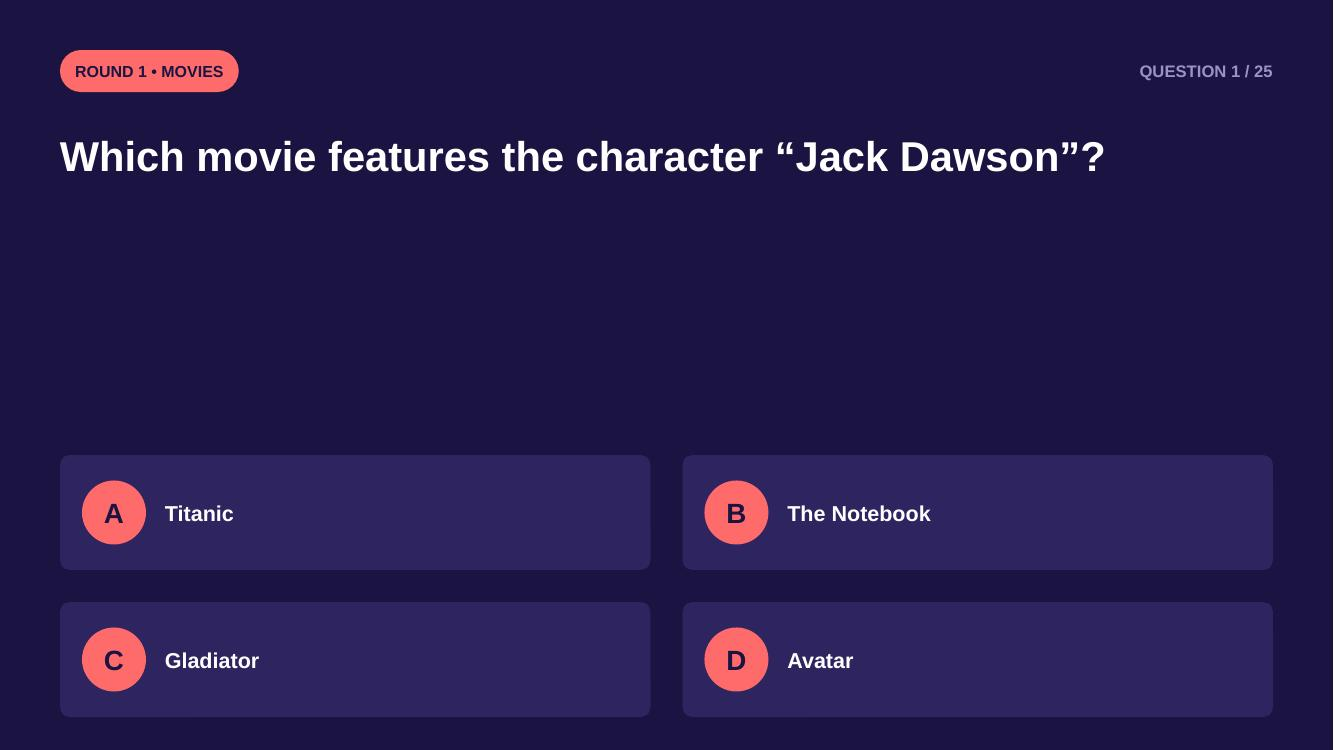 ROUND 1 • MOVIES
QUESTION 1 / 25
Which movie features the character “Jack Dawson”?
A Titanic
B The Notebook
C Gladiator
D Avatar